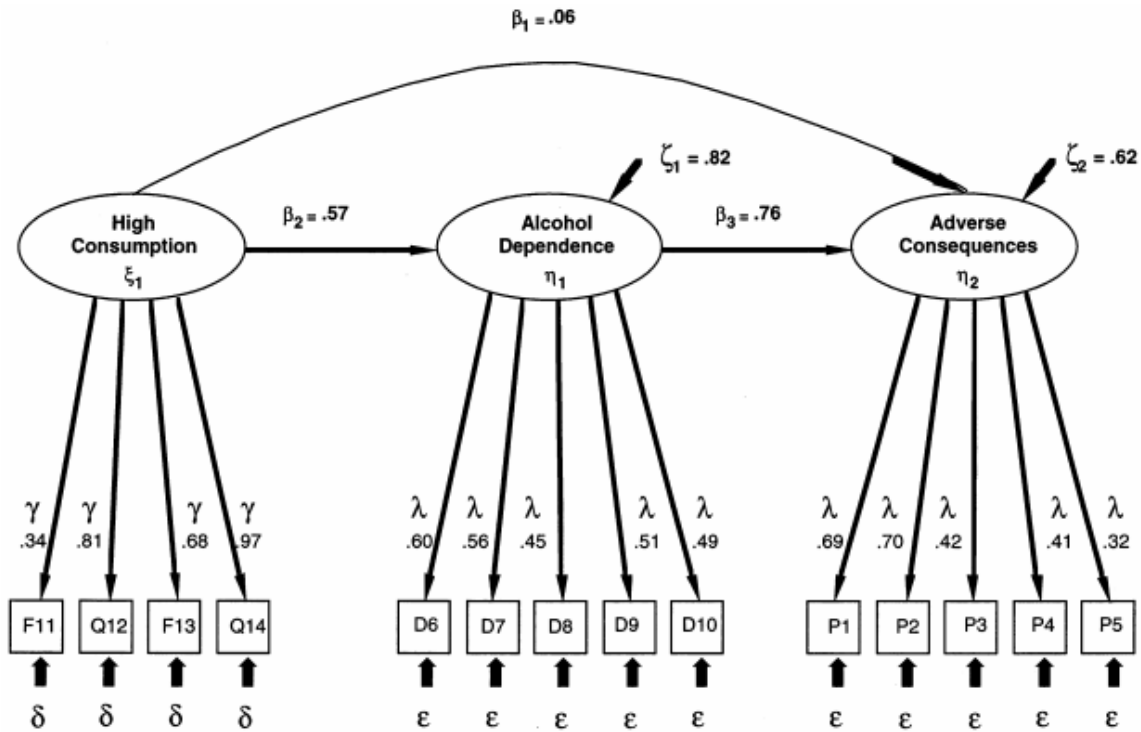 β1 = .06
ζ1 = .82
ζ2 = .62
High Consumption ξ1
β2 = .57
Alcohol Dependence η1
β3 = .76
Adverse Consequences η2
γ γ γ γ λ λ λ λ λ λ λ λ λ λ
.34 .81 .68 .97 .60 .56 .45 .51 .49 .69 .70 .42 .41 .32
F11 Q12 F13 Q14 D6 D7 D8 D9 D10 P1 P2 P3 P4 P5
δ δ δ δ ε ε ε ε ε ε ε ε ε ε